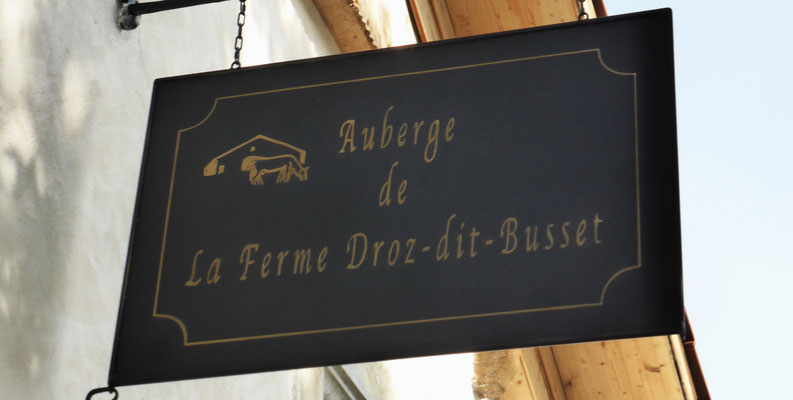 Auberge
de
La Ferme Droz-dit-Busset